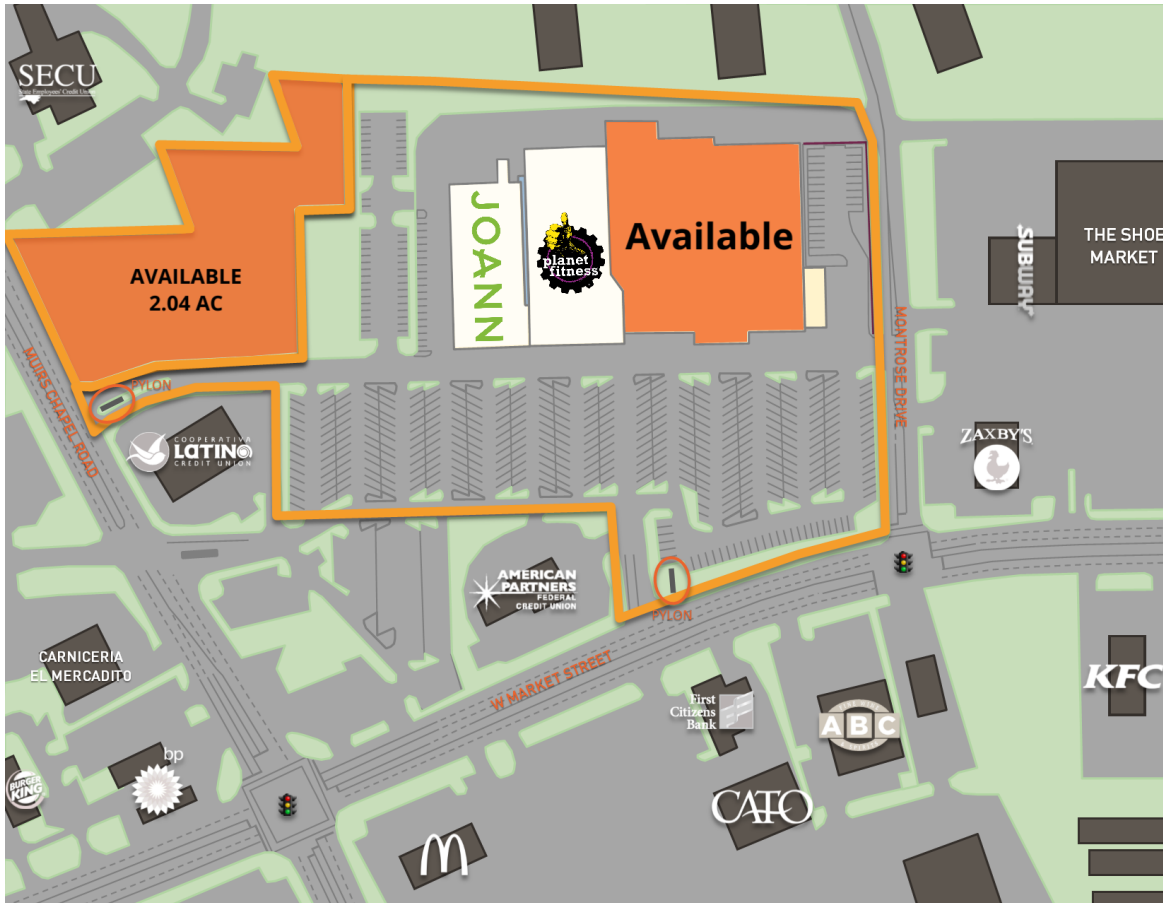 SECU
State Employees' Credit Union
AVAILABLE
2.04 AC
JOANN
planet
fitness
Available
SUBWAY
THE SHOE
MARKET
MONTROSE DRIVE
MUIRS CHAPEL ROAD
PYLON
COOPERATIVA
LATINO
CREDIT UNION
ZAXBY'S
AMERICAN
PARTNERS
FEDERAL
CREDIT UNION
PYLON
W MARKET STREET
CARNICERIA
EL MERCADITO
KFC
First
Citizens
Bank
ABC
bp
BURGER
KING
CATO